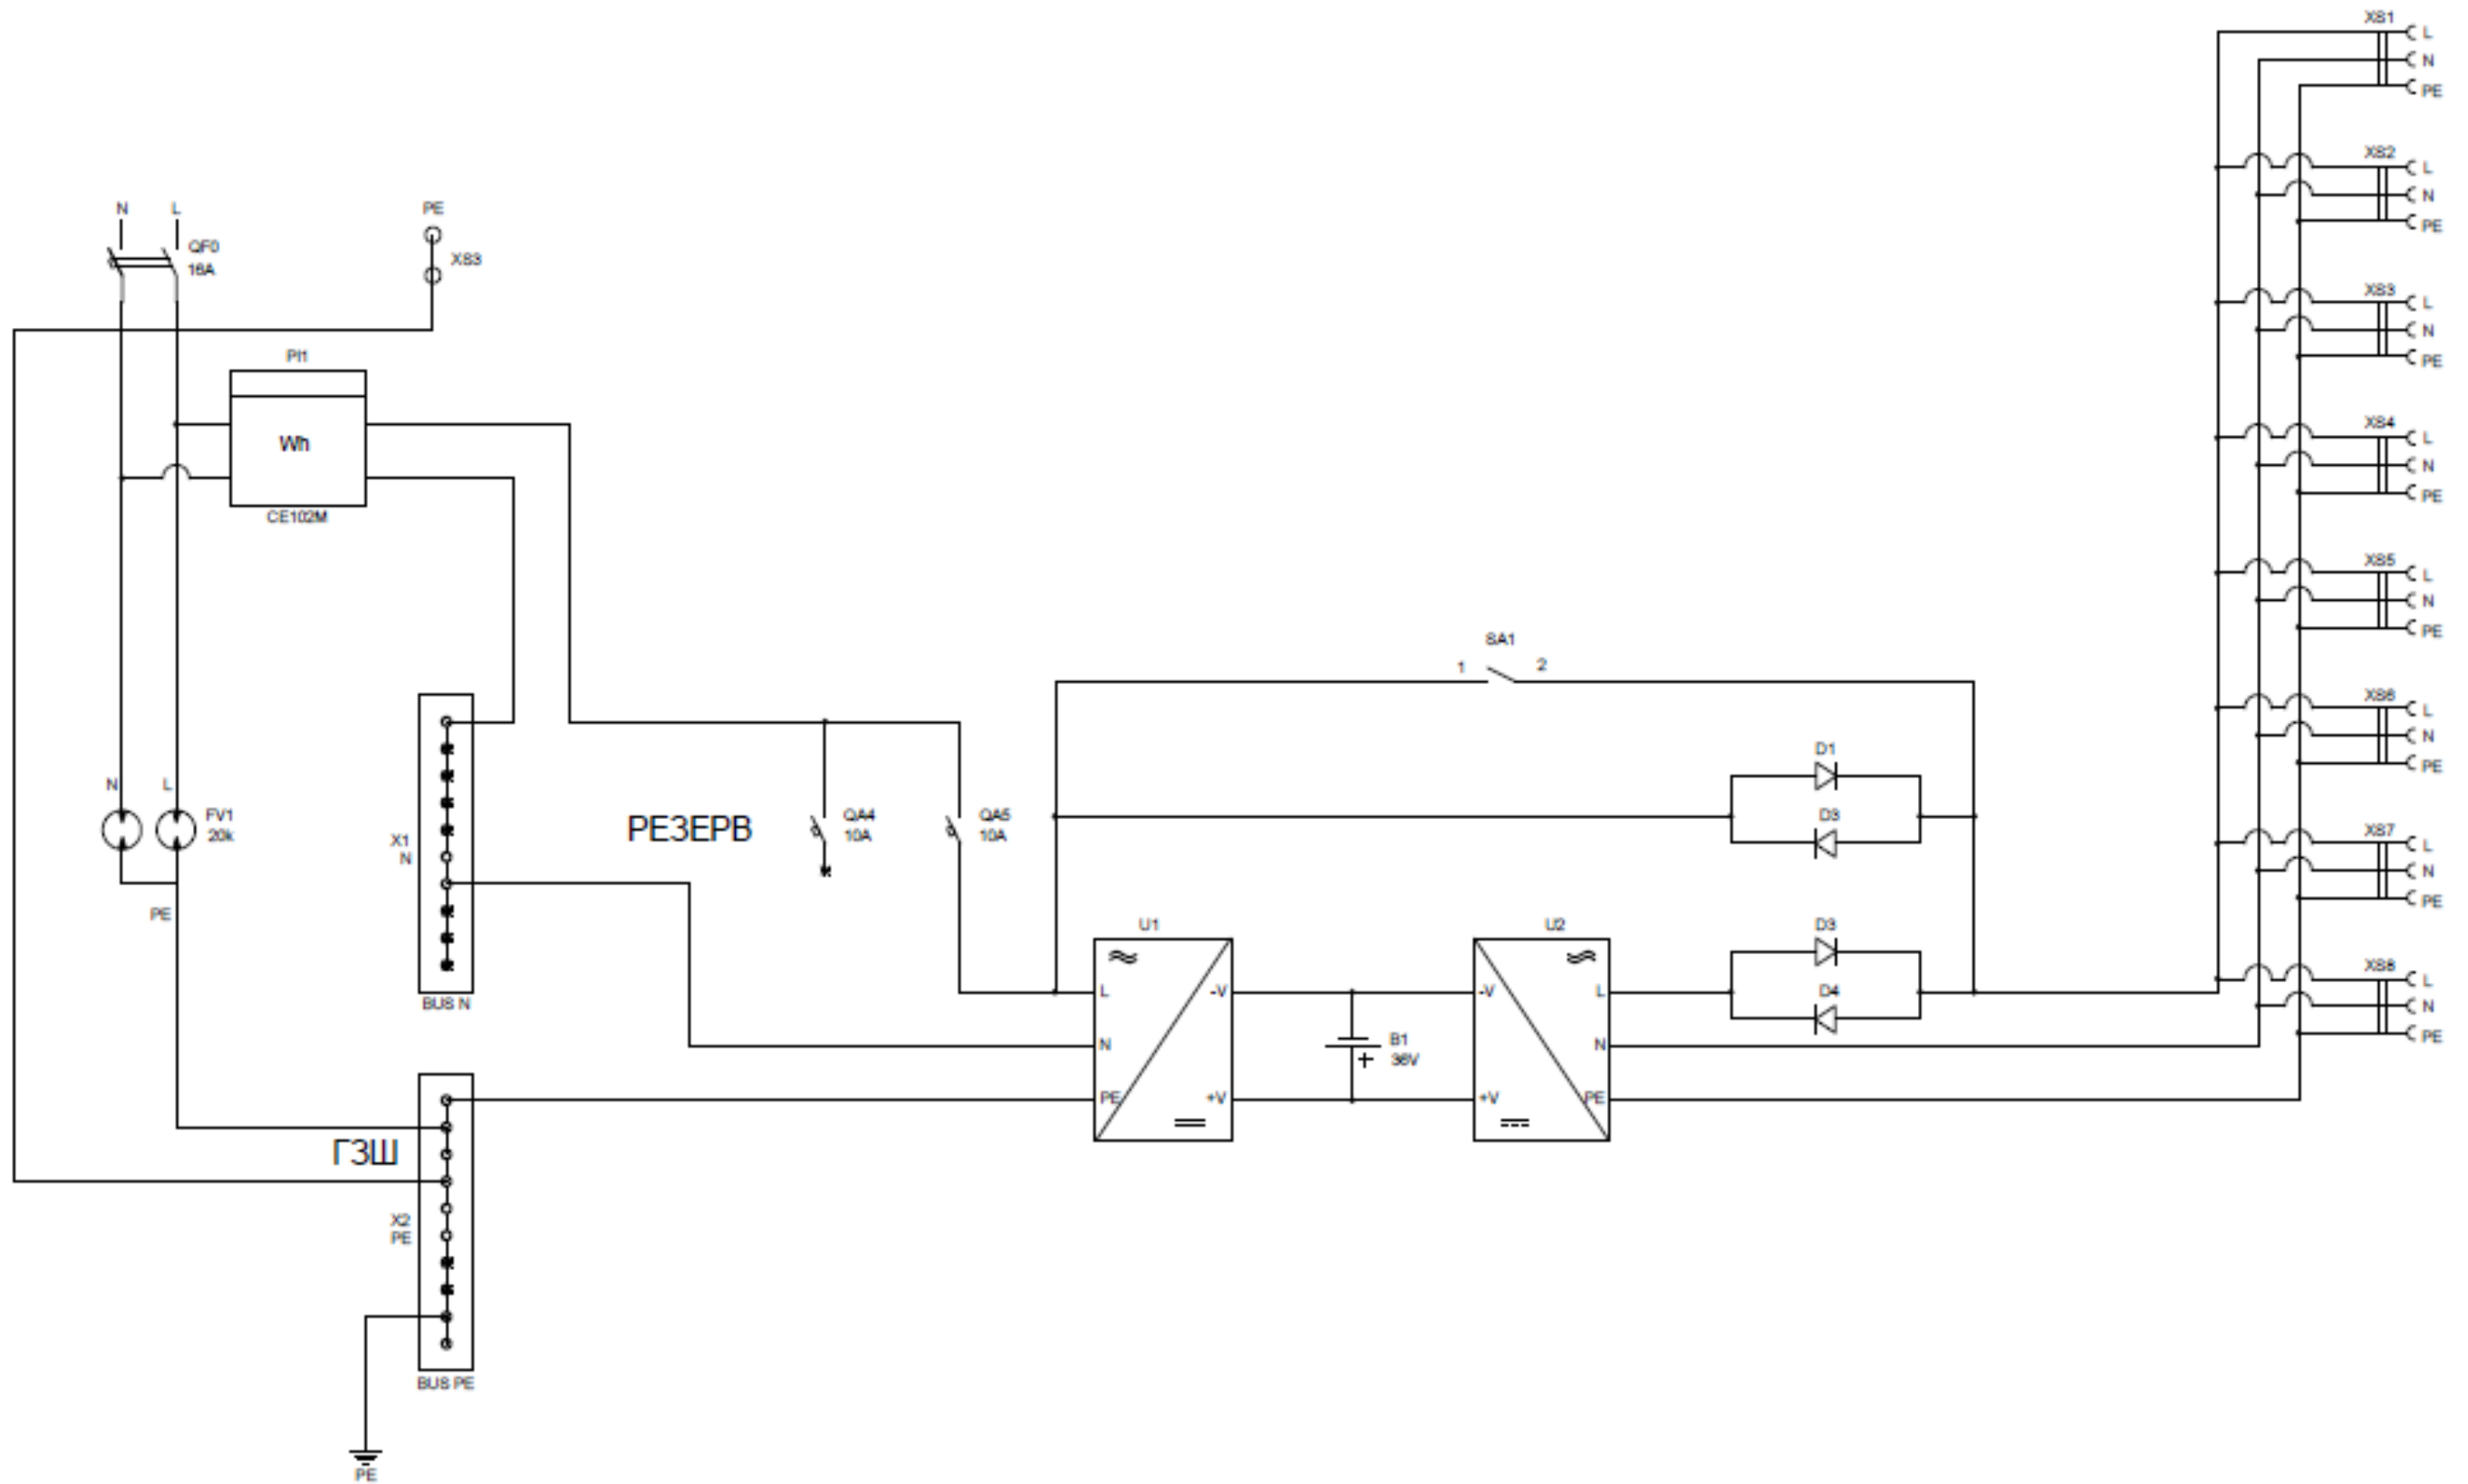 XS1
L
N
PE
XS2
L
N
PE
N L
QF0
16A
PE
XS3
XS3
L
N
PE
PI1
Wh
CE102M
XS4
L
N
PE
XS5
L
N
PE
SA1
1 2
XS6
L
N
PE
N L
FV1
20k
PE
X1
N
BUS N
РЕЗЕРВ
QA4
10A
QA5
10A
D1
D3
XS7
L
N
PE
U1
L
N
PE
-V
+V
B1
36V
+
U2
-V
+V
L
N
PE
D3
D4
XS8
L
N
PE
ГЗШ
X2
PE
BUS PE
PE